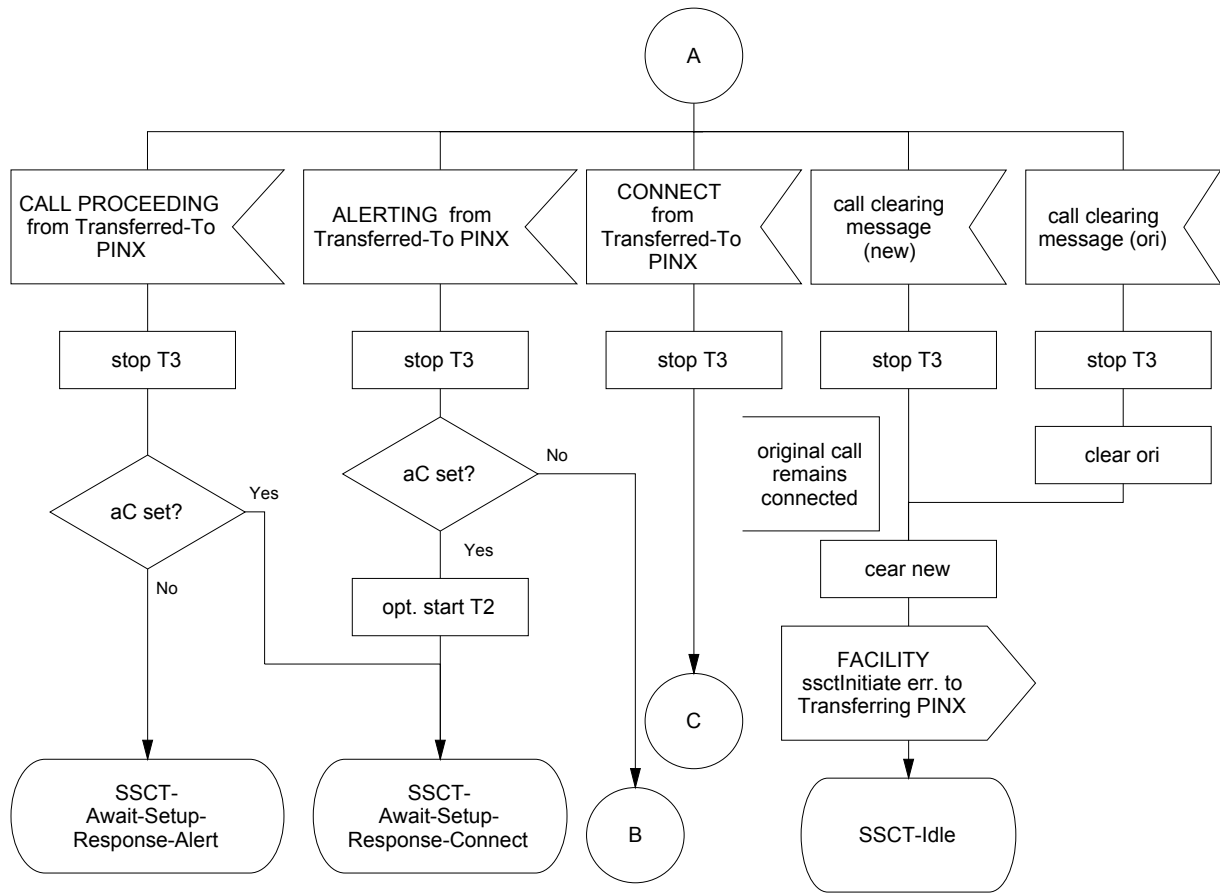 A
CALL PROCEEDING
from Transferred-To
PINX
ALERTING from
Transferred-To PINX
CONNECT
from
Transferred-To
PINX
call clearing
message
(new)
call clearing
message (ori)
stop T3
stop T3
stop T3
stop T3
stop T3
aC set?
Yes
No
aC set?
No
Yes
original call
remains
connected
clear ori
opt. start T2
cear new
FACILITY
ssctInitiate err. to
Transferring PINX
C
SSCT-
Await-Setup-
Response-Alert
SSCT-
Await-Setup-
Response-Connect
B
SSCT-Idle